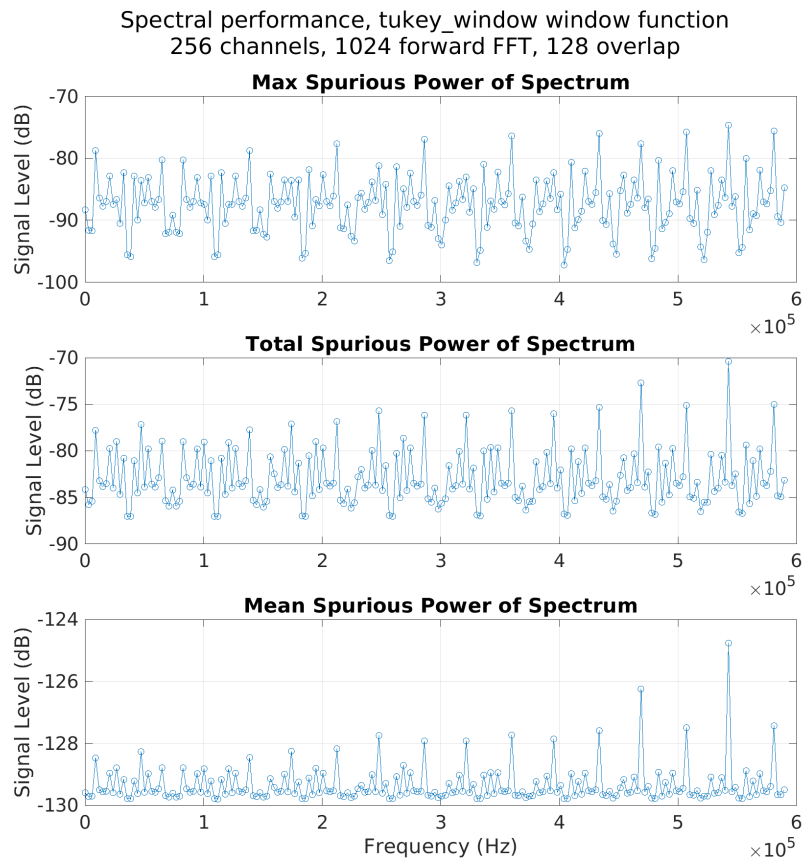 Spectral performance, tukey_window window function
256 channels, 1024 forward FFT, 128 overlap
Max Spurious Power of Spectrum
Signal Level (dB)
-70
-80
-90
-100
0 1 2 3 4 5 6
×10^5
Total Spurious Power of Spectrum
Signal Level (dB)
-70
-75
-80
-85
-90
0 1 2 3 4 5 6
×10^5
Mean Spurious Power of Spectrum
Signal Level (dB)
-124
-126
-128
-130
0 1 2 3 4 5 6
Frequency (Hz)
×10^5